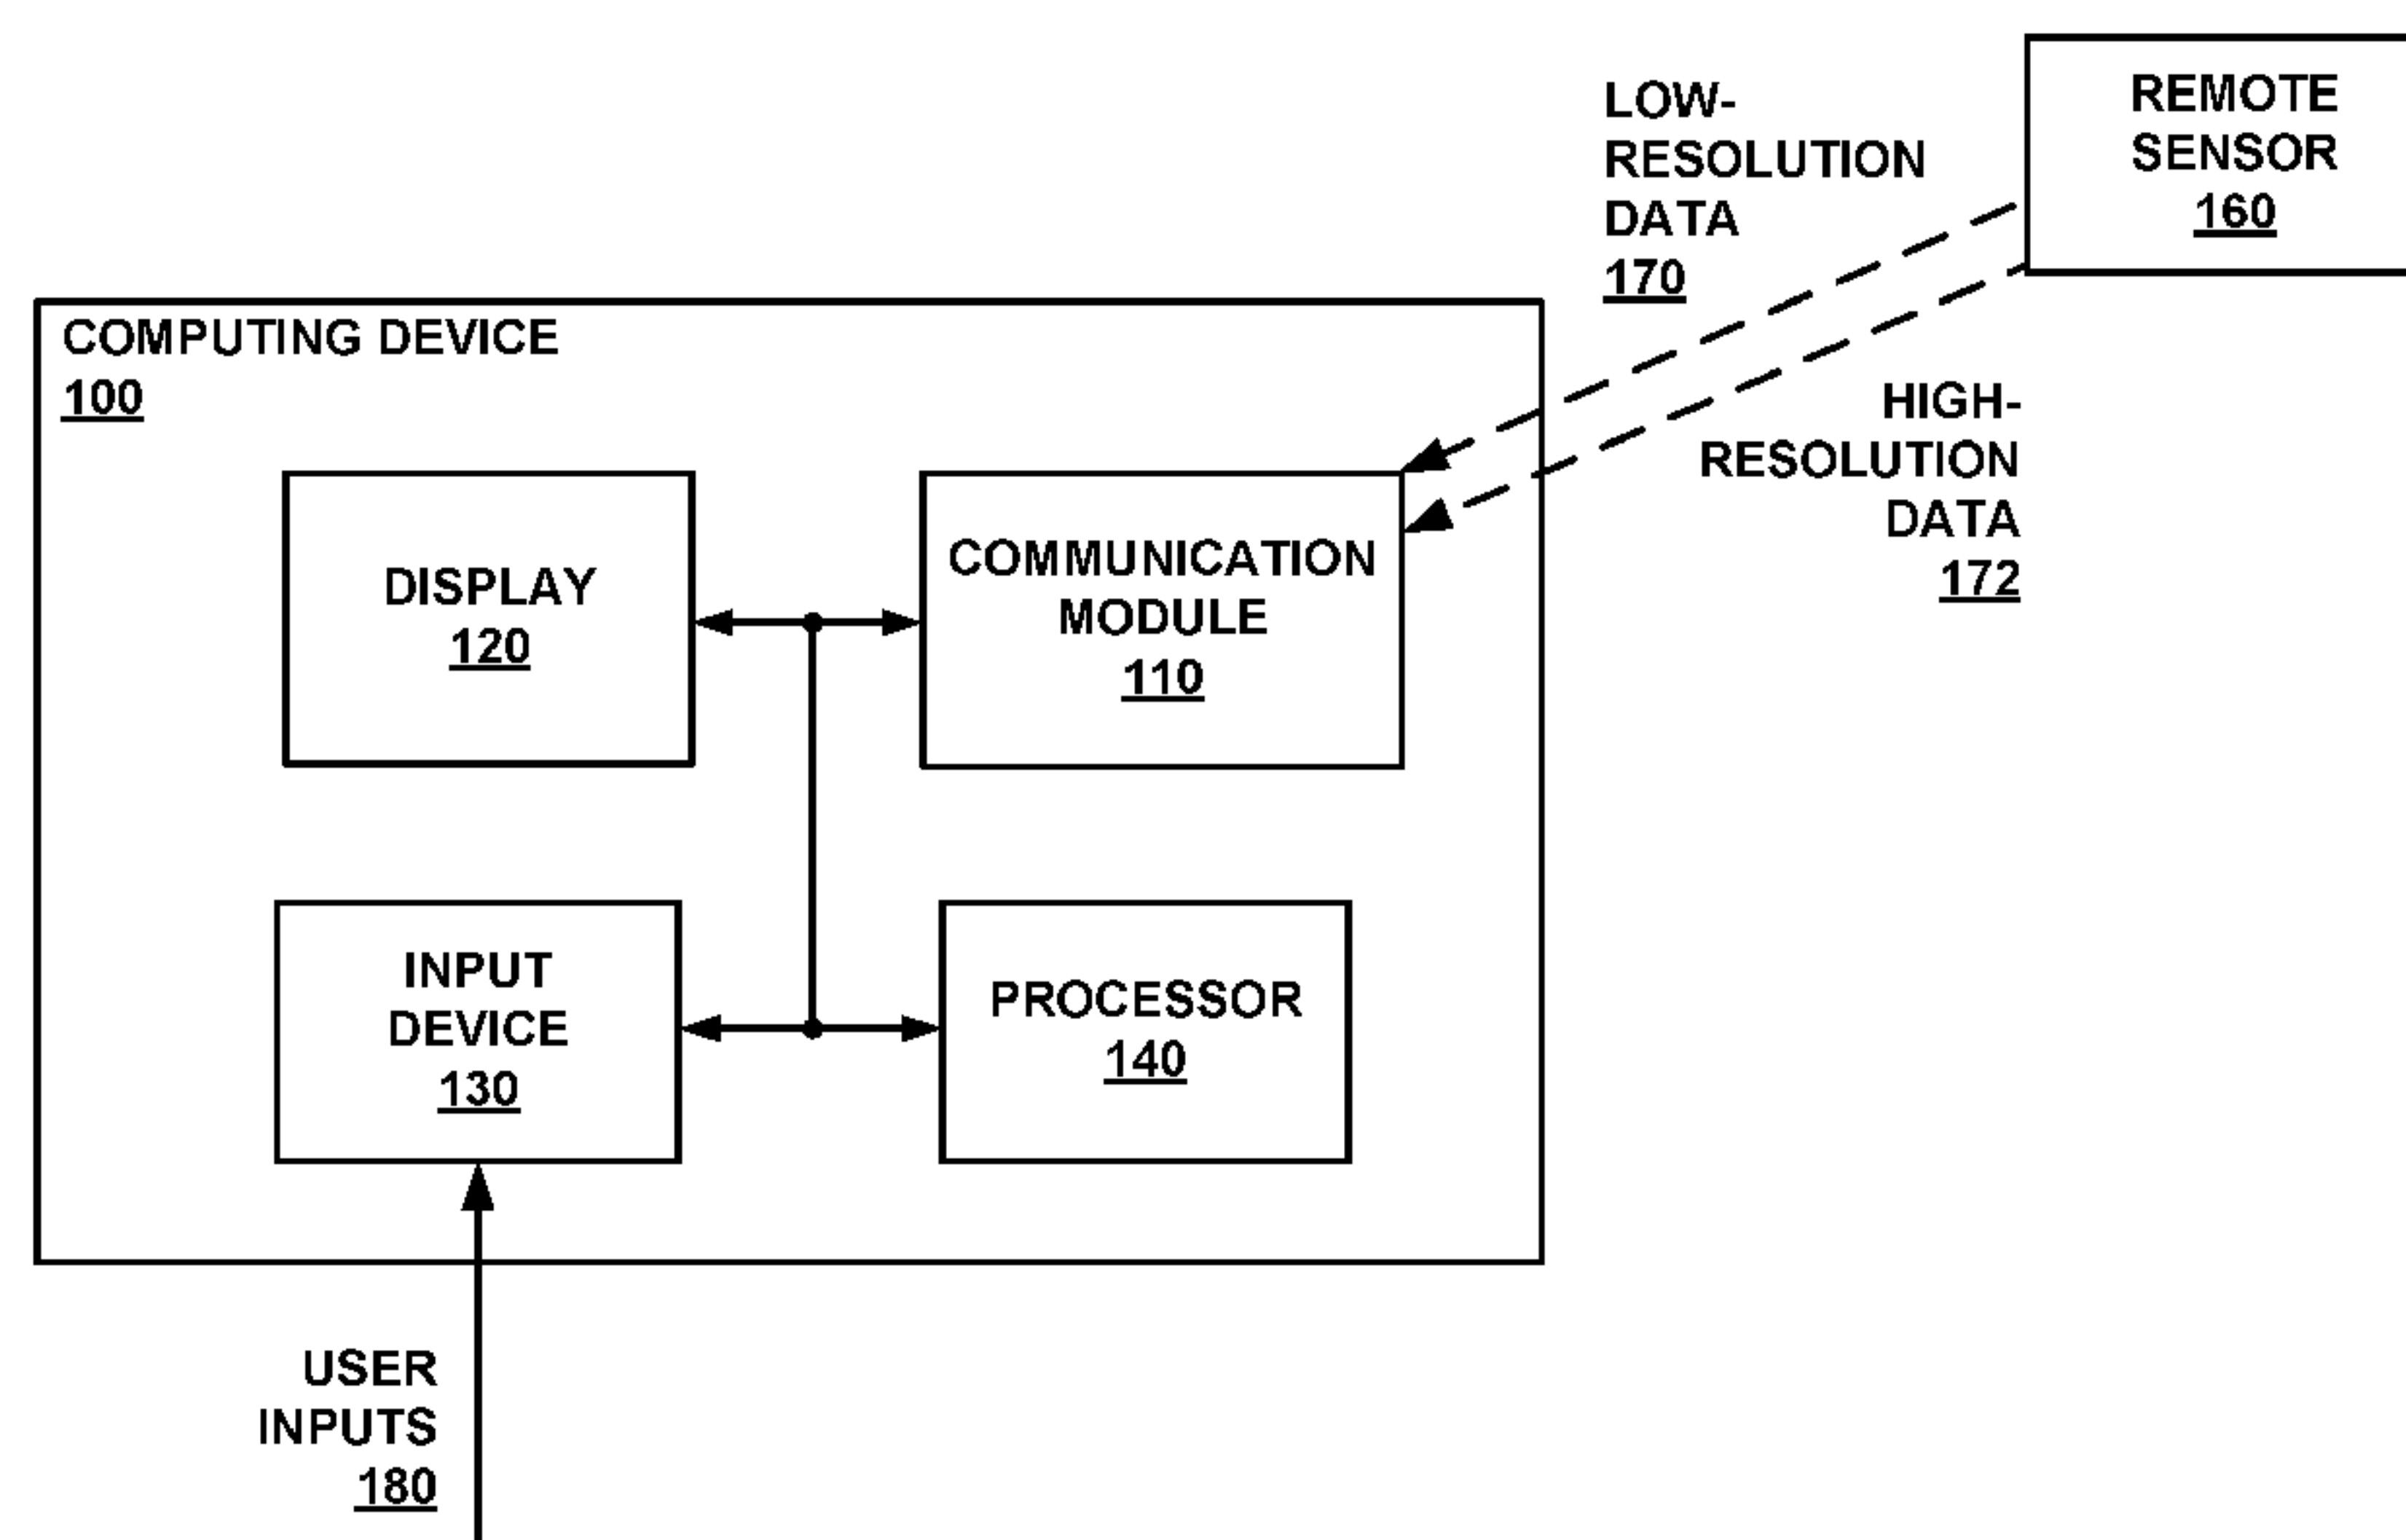 LOW-
RESOLUTION
DATA
170
REMOTE
SENSOR
160
COMPUTING DEVICE
100
HIGH-
RESOLUTION
DATA
172
DISPLAY
120
COMMUNICATION
MODULE
110
INPUT
DEVICE
130
PROCESSOR
140
USER
INPUTS
180